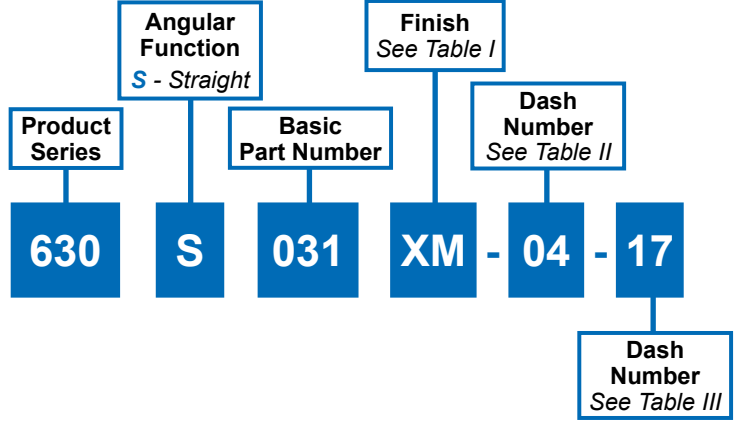 Angular
Function
S - Straight
Finish
See Table I
Product
Series
Basic
Part Number
Dash
Number
See Table II
630 S 031 XM - 04 - 17
Dash
Number
See Table III